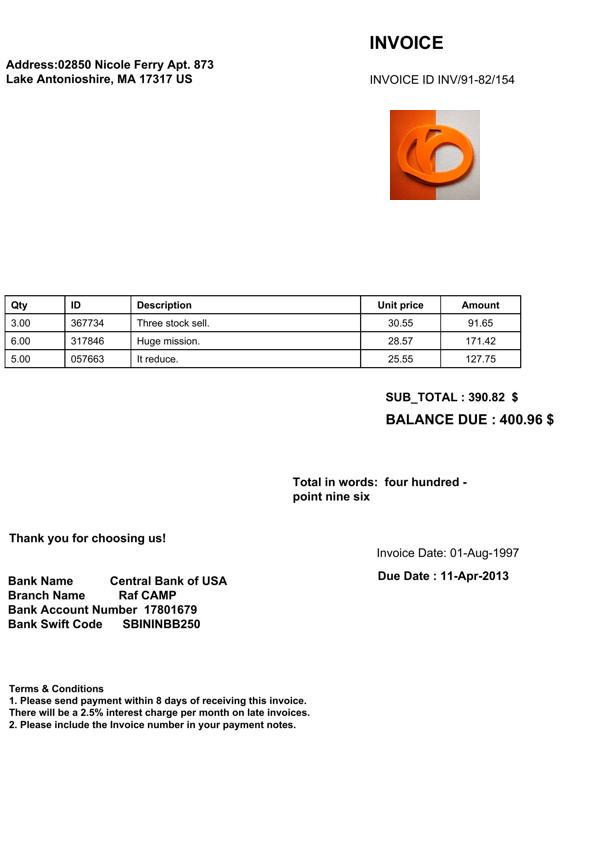 INVOICE
Address:02850 Nicole Ferry Apt. 873
Lake Antonioshire, MA 17317 US
INVOICE ID INV/91-82/154
Qty ID Description Unit price Amount
3.00 367734 Three stock sell. 30.55 91.65
6.00 317846 Huge mission. 28.57 171.42
5.00 057663 It reduce. 25.55 127.75
SUB_TOTAL : 390.82 $
BALANCE DUE : 400.96 $
Total in words: four hundred -
point nine six
Thank you for choosing us!
Invoice Date: 01-Aug-1997
Due Date : 11-Apr-2013
Bank Name Central Bank of USA
Branch Name Raf CAMP
Bank Account Number 17801679
Bank Swift Code SBININBB250
Terms & Conditions
1. Please send payment within 8 days of receiving this invoice.
There will be a 2.5% interest charge per month on late invoices.
2. Please include the Invoice number in your payment notes.